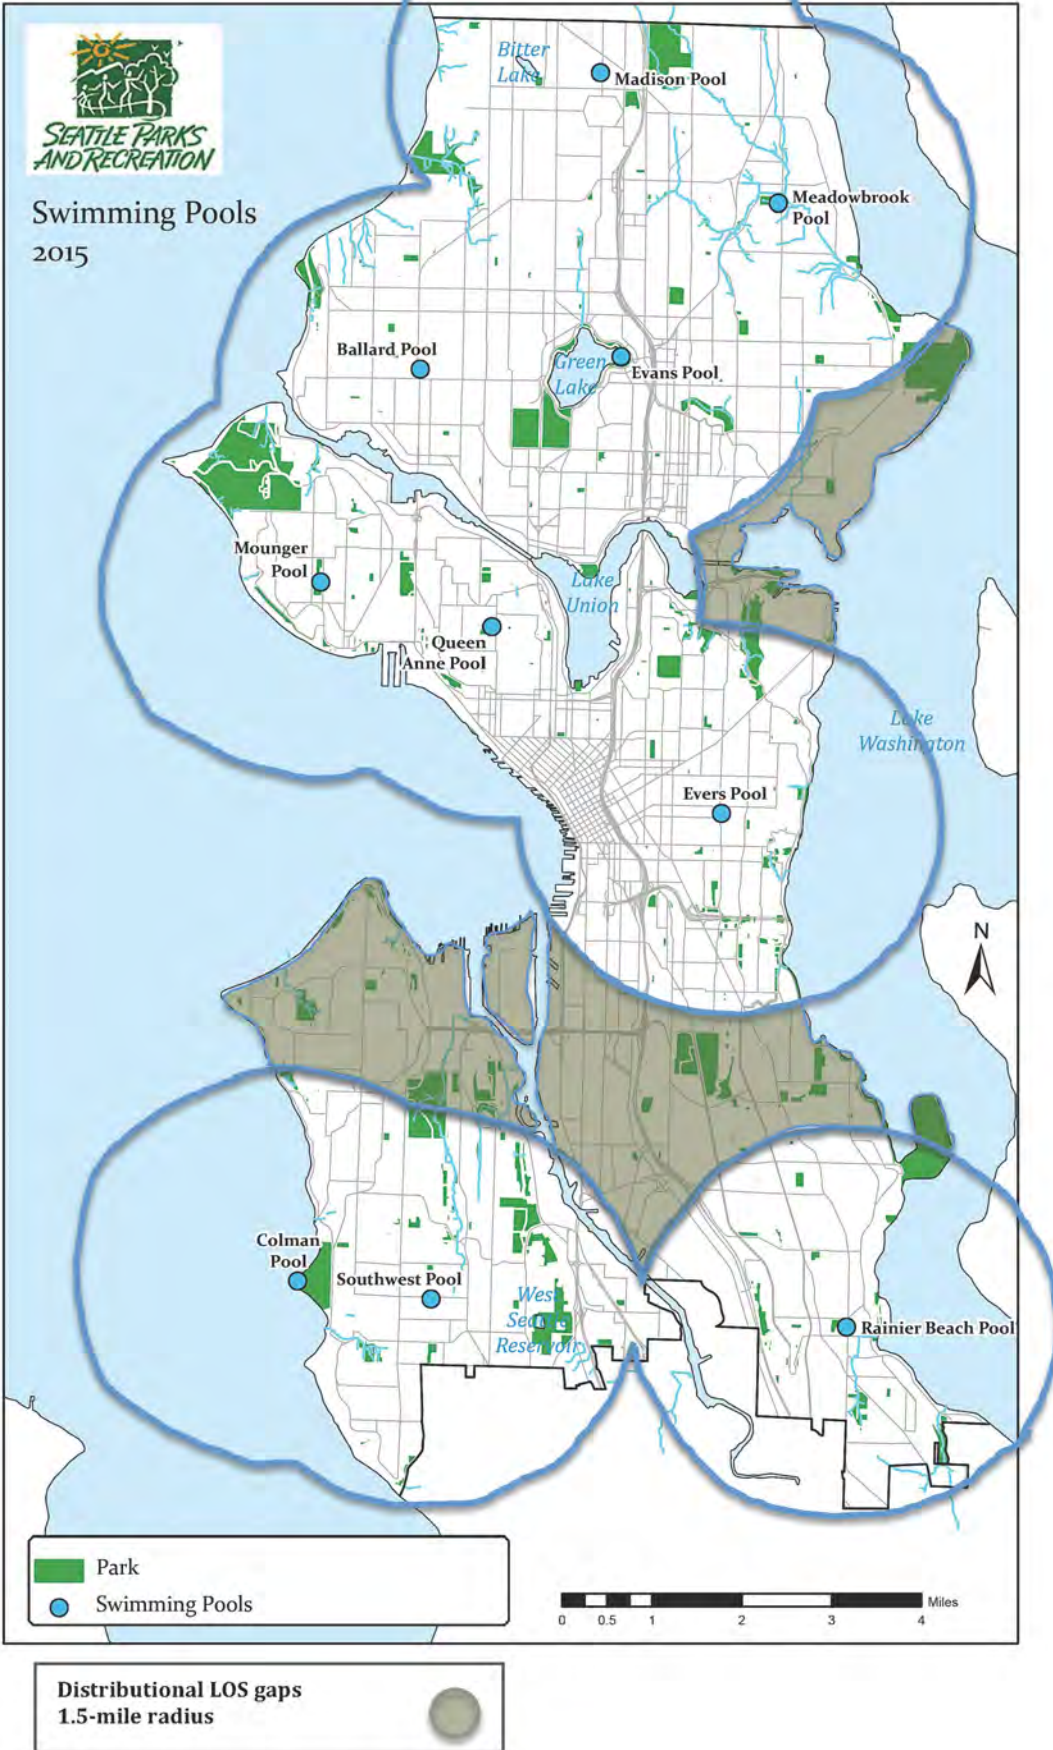 SEATTLE PARKS
AND RECREATION
Swimming Pools
2015
Bitter
Lake
Madison Pool
Meadowbrook
Pool
Ballard Pool
Green
Lake
Evans Pool
Mounger
Pool
Lake
Union
Queen
Anne Pool
Lake
Washington
Evers Pool
N
Colman
Pool
Southwest Pool
West
Seattle
Reservoir
Rainier Beach Pool
Park
Swimming Pools
Miles
0 0.5 1 2 3 4
Distributional LOS gaps
1.5-mile radius